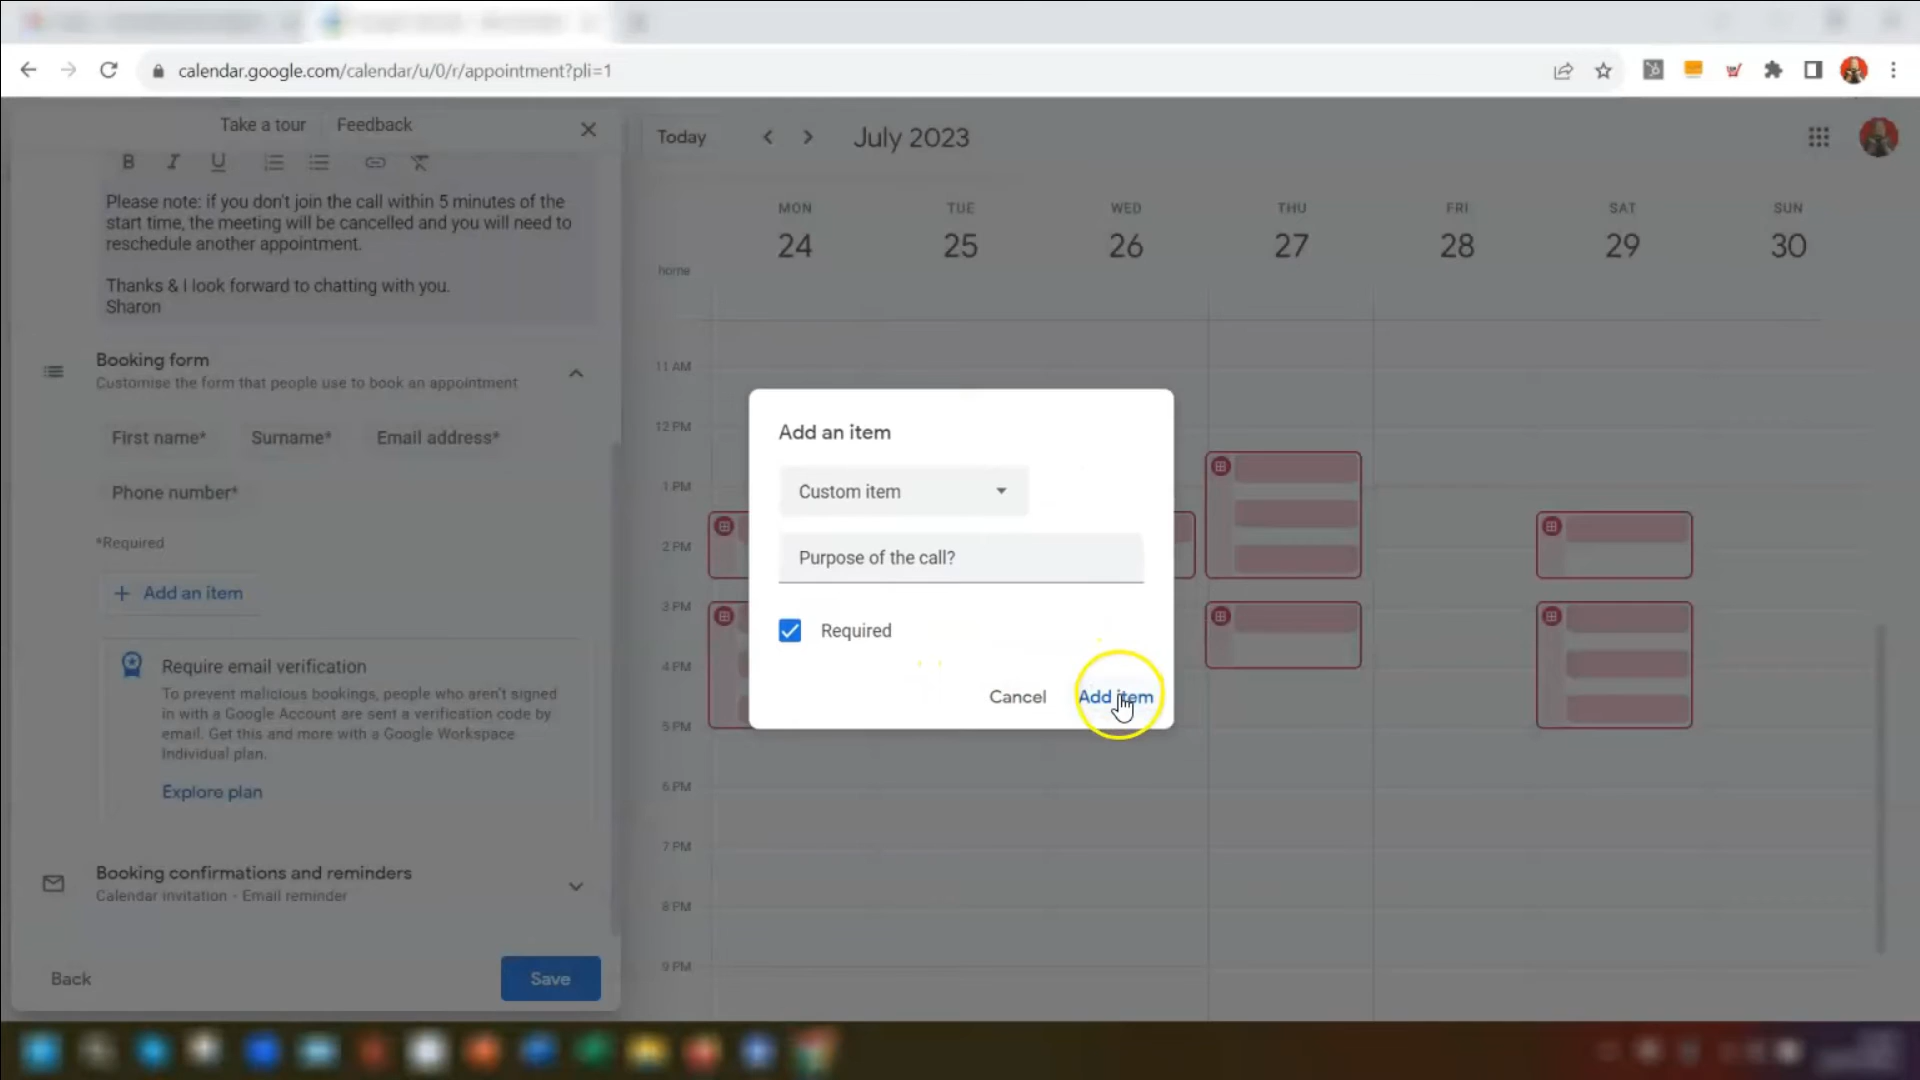 calendar.google.com/calendar/u/0/r/appointment?pli=1
Take a tour
Feedback
B I U
Please note: if you don't join the call within 5 minutes of the
start time, the meeting will be cancelled and you will need to
reschedule another appointment.
Thanks & I look forward to chatting with you.
Sharon
Booking form
Customise the form that people use to book an appointment
First name*
Surname*
Email address*
Phone number*
*Required
+ Add an item
Require email verification
To prevent malicious bookings, people who aren't signed
in with a Google Account are sent a verification code by
email. Get this and more with a Google Workspace
Individual plan.
Explore plan
Booking confirmations and reminders
Calendar invitation - Email reminder
Back
Save
Today
July 2023
MON TUE WED THU FRI SAT SUN
24 25 26 27 28 29 30
home
11 AM
12 PM
1 PM
2 PM
3 PM
4 PM
5 PM
6 PM
7 PM
8 PM
9 PM
Add an item
Custom item
Purpose of the call?
Required
Cancel
Add item